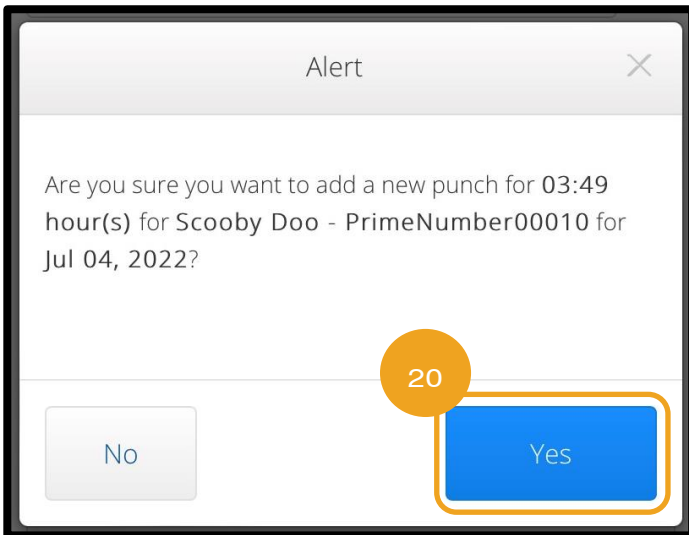 Alert
Are you sure you want to add a new punch for 03:49
hour(s) for Scooby Doo - PrimeNumber00010 for
Jul 04, 2022?
20
No
Yes